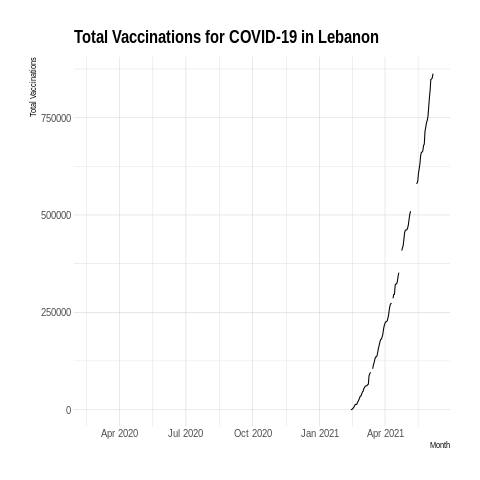 Total Vaccinations for COVID-19 in Lebanon
Total Vaccinations
750000
500000
250000
0
Apr 2020 Jul 2020 Oct 2020 Jan 2021 Apr 2021
Month